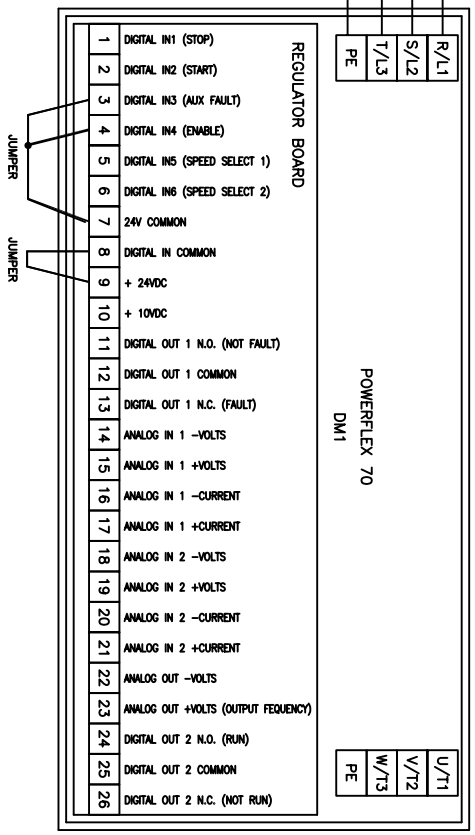 R/L1
S/L2
T/L3
PE
REGULATOR BOARD
1 DIGITAL IN1 (STOP)
2 DIGITAL IN2 (START)
3 DIGITAL IN3 (AUX FAULT)
4 DIGITAL IN4 (ENABLE)
5 DIGITAL IN5 (SPEED SELECT 1)
6 DIGITAL IN6 (SPEED SELECT 2)
7 24V COMMON
8 DIGITAL IN COMMON
9 + 24VDC
10 + 10VDC
11 DIGITAL OUT 1 N.O. (NOT FAULT)
12 DIGITAL OUT 1 COMMON
13 DIGITAL OUT 1 N.C. (FAULT)
14 ANALOG IN 1 -VOLTS
15 ANALOG IN 1 +VOLTS
16 ANALOG IN 1 -CURRENT
17 ANALOG IN 1 +CURRENT
18 ANALOG IN 2 -VOLTS
19 ANALOG IN 2 +VOLTS
20 ANALOG IN 2 -CURRENT
21 ANALOG IN 2 +CURRENT
22 ANALOG OUT -VOLTS
23 ANALOG OUT +VOLTS (OUTPUT FEQUENCY)
24 DIGITAL OUT 2 N.O. (RUN)
25 DIGITAL OUT 2 COMMON
26 DIGITAL OUT 2 N.C. (NOT RUN)
JUMPER
JUMPER
POWERFLEX 70
DM1
U/T1
V/T2
W/T3
PE